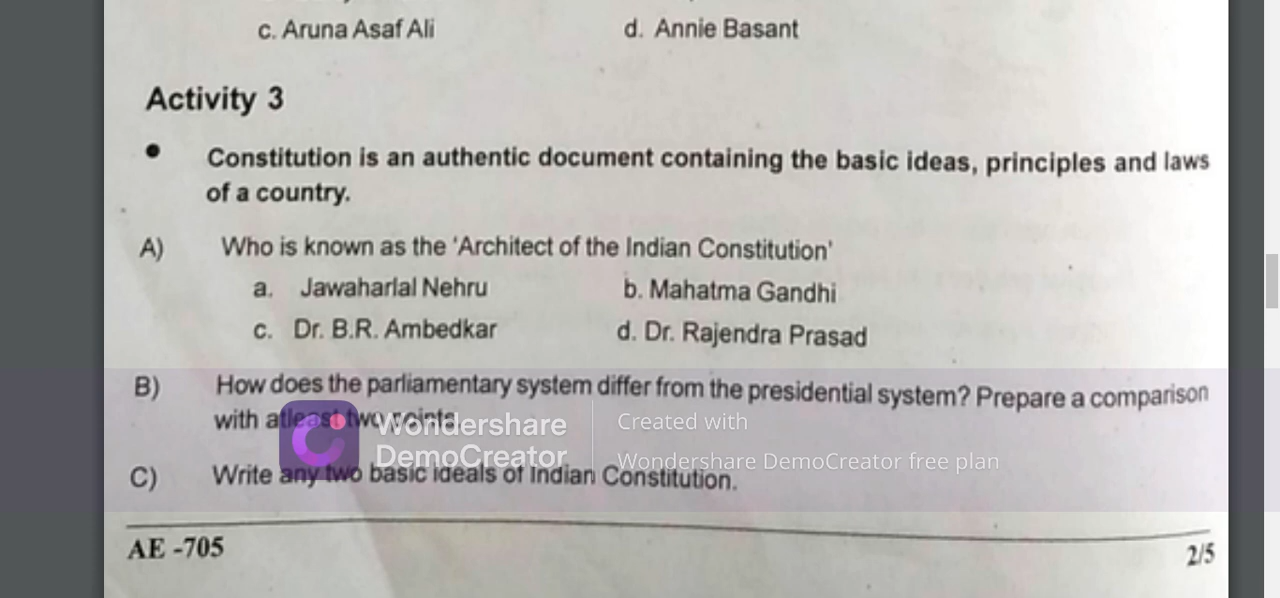 c. Aruna Asaf Ali d. Annie Basant
Activity 3
• Constitution is an authentic document containing the basic ideas, principles and laws
of a country.
A) Who is known as the 'Architect of the Indian Constitution'
a. Jawaharlal Nehru b. Mahatma Gandhi
c. Dr. B.R. Ambedkar d. Dr. Rajendra Prasad
B) How does the parliamentary system differ from the presidential system? Prepare a comparison
with atleast two points.
Wondershare
DemoCreator
Created with
Wondershare DemoCreator free plan
C) Write any two basic ideals of Indian Constitution.
AE -705 2/5